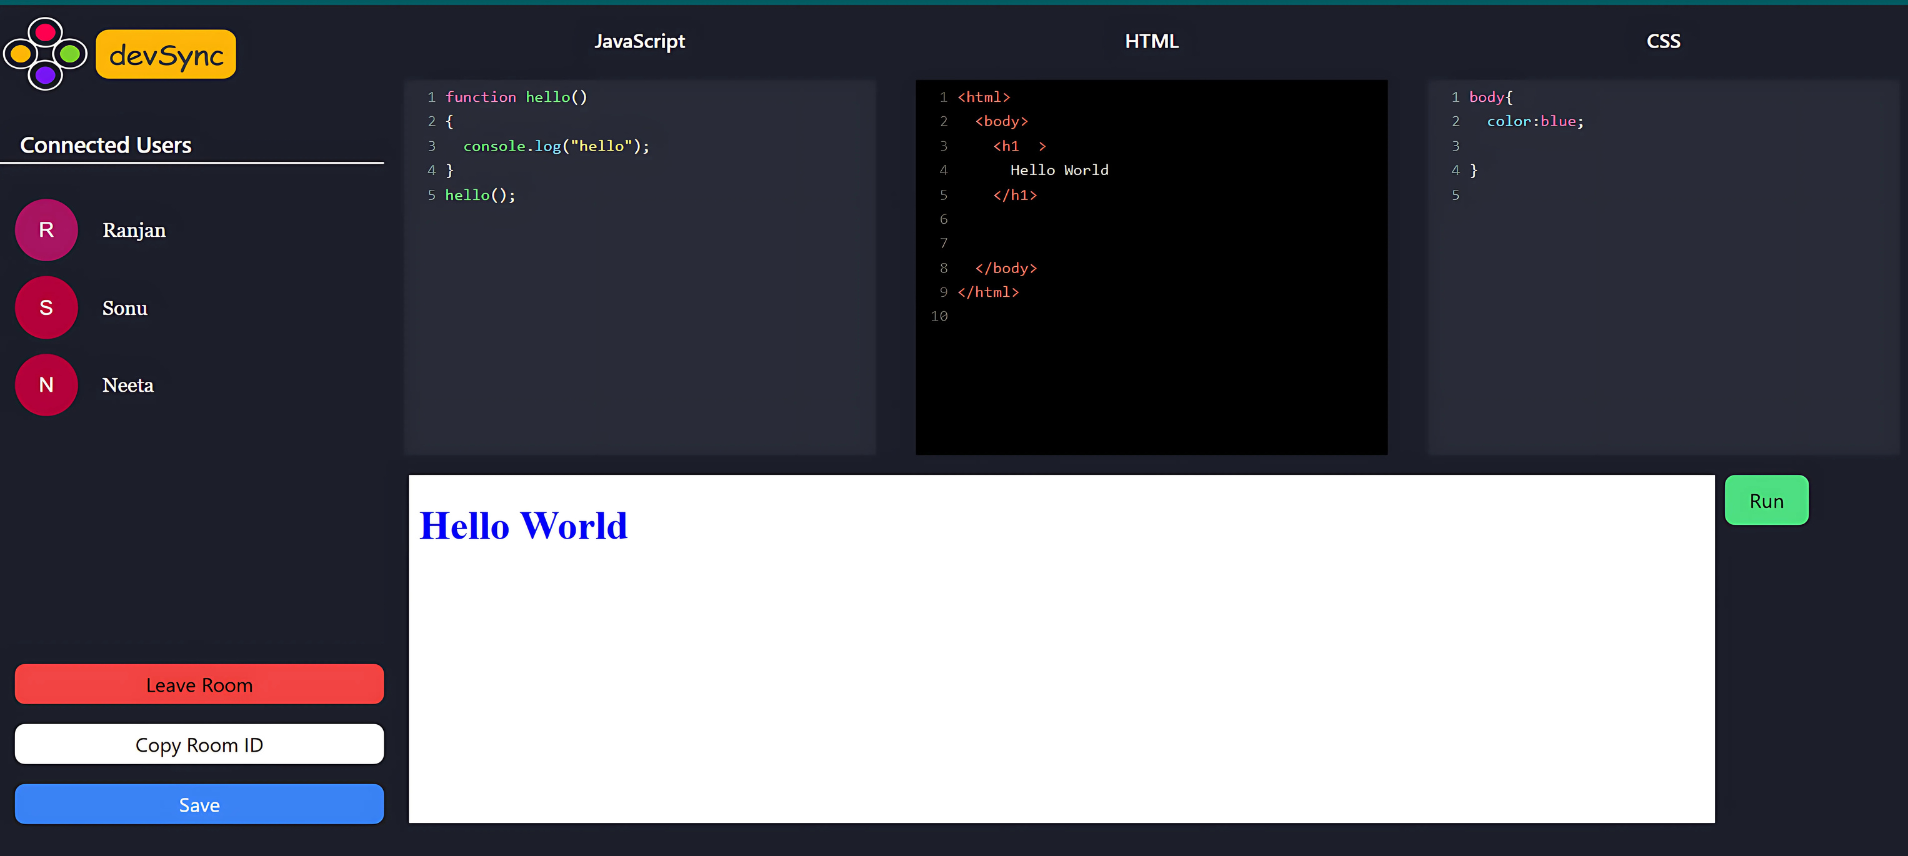 devSync
Connected Users
R Ranjan
S Sonu
N Neeta
Leave Room
Copy Room ID
Save
JavaScript
1 function hello()
2 {
3   console.log("hello");
4 }
5 hello();
HTML
1 <html>
2   <body>
3     <h1  >
4       Hello World
5     </h1>
6
7
8   </body>
9 </html>
10
CSS
1 body{
2   color:blue;
3
4 }
5
Hello World
Run